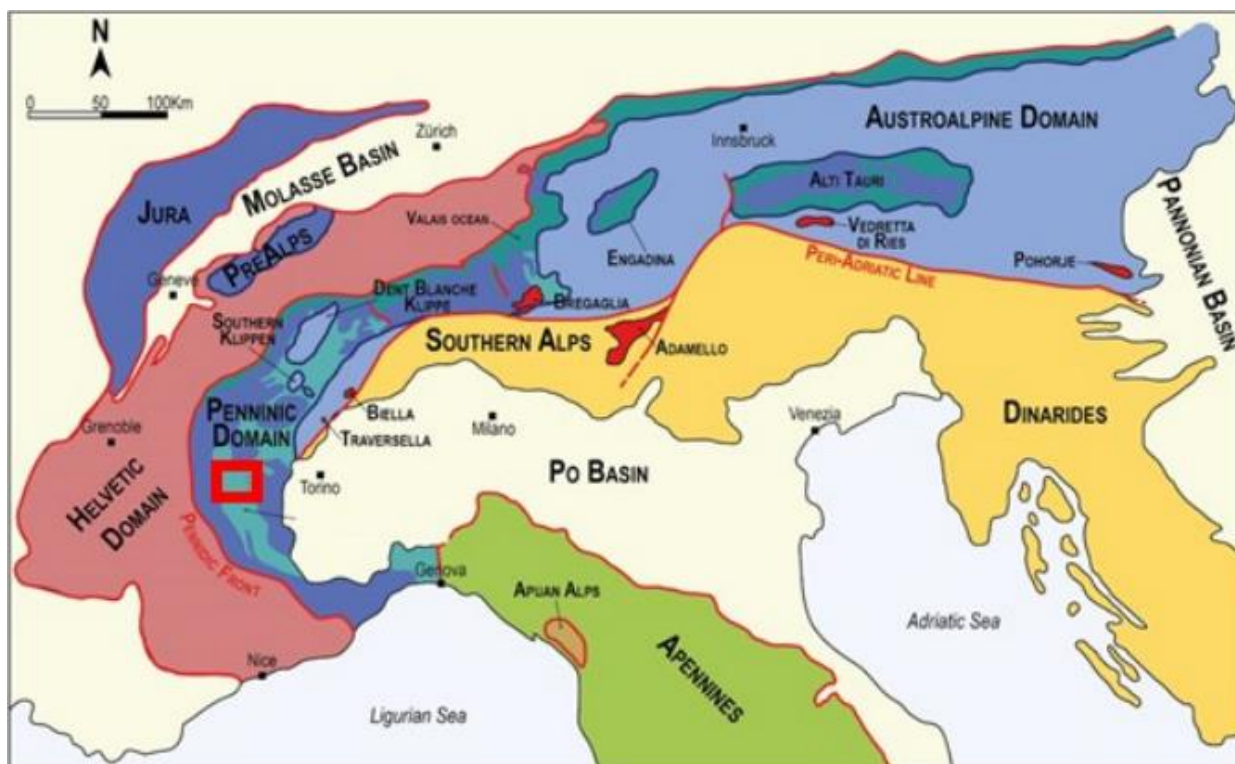 N
0 50 100Km
Zürich
MOLASSE BASIN
JURA
PREALPS
Genève
VALAIS OCEAN
DENT BLANCHE
KLIPPE
SOUTHERN
KLIPPEN
PENNINIC
DOMAIN
Grenoble
HELVETIC
DOMAIN
PENNIDIC FRONT
Nice
Torino
BIELLA
TRAVERSELLA
Milano
SOUTHERN ALPS
BREGAGLIA
ADAMELLO
ENGADINA
Innsbruck
AUSTROALPINE DOMAIN
ALTI TAURI
VEDRETTA
DI RIES
PERI-ADRIATIC LINE
POHORJE
PANNONIAN BASIN
Venezia
DINARIDES
PO BASIN
Genova
APUAN ALPS
APENNINES
Ligurian Sea
Adriatic Sea